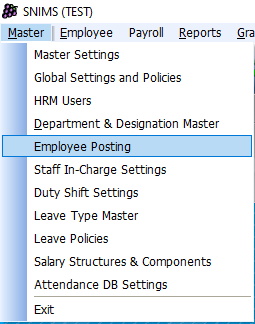 SNIMS (TEST)
Master Employee Payroll Reports Gra
Master Settings
Global Settings and Policies
HRM Users
Department & Designation Master
Employee Posting
Staff In-Charge Settings
Duty Shift Settings
Leave Type Master
Leave Policies
Salary Structures & Components
Attendance DB Settings
Exit